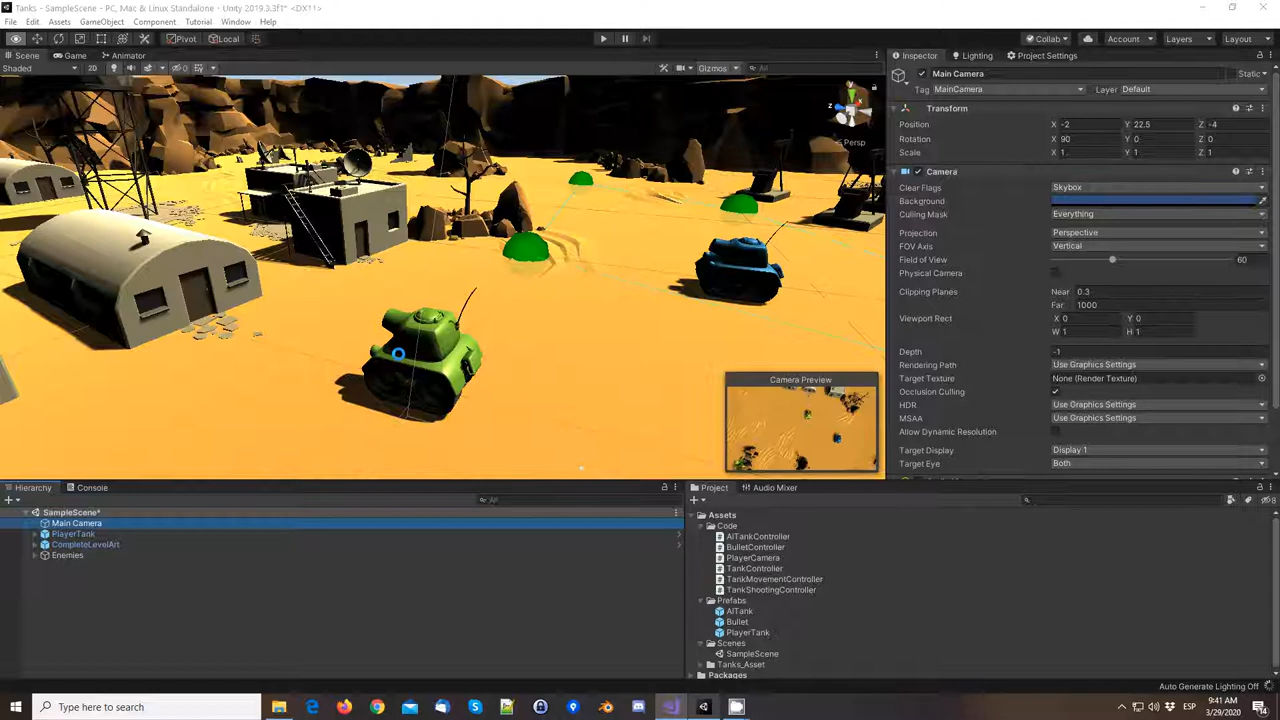 Tanks - SampleScene - PC, Mac & Linux Standalone - Unity 2019.3.3f1* <DX11>
File Edit Assets GameObject Component Tutorial Window Help
Pivot Local Collab Account Layers Layout
Scene Game Animator
Shaded 2D 0 Gizmos All
Persp
Camera Preview
Inspector Lighting Project Settings
Main Camera Static
Tag MainCamera Layer Default
Transform
Position X -2 Y 22.5 Z -4
Rotation X 90 Y 0 Z 0
Scale X 1 Y 1 Z 1
Camera
Clear Flags Skybox
Background
Culling Mask Everything
Projection Perspective
FOV Axis Vertical
Field of View 60
Physical Camera
Clipping Planes Near 0.3
Far 1000
Viewport Rect X 0 Y 0
W 1 H 1
Depth -1
Rendering Path Use Graphics Settings
Target Texture None (Render Texture)
Occlusion Culling
HDR Use Graphics Settings
MSAA Use Graphics Settings
Allow Dynamic Resolution
Target Display Display 1
Target Eye Both
Hierarchy Console
All
SampleScene*
Main Camera
PlayerTank
CompleteLevelArt
Enemies
Project Audio Mixer
8
Assets
Code
AITankController
BulletController
PlayerCamera
TankController
TankMovementController
TankShootingController
Prefabs
AITank
Bullet
PlayerTank
Scenes
SampleScene
Tanks_Asset
Packages
Auto Generate Lighting Off
Type here to search
ESP 9:41 AM
3/29/2020